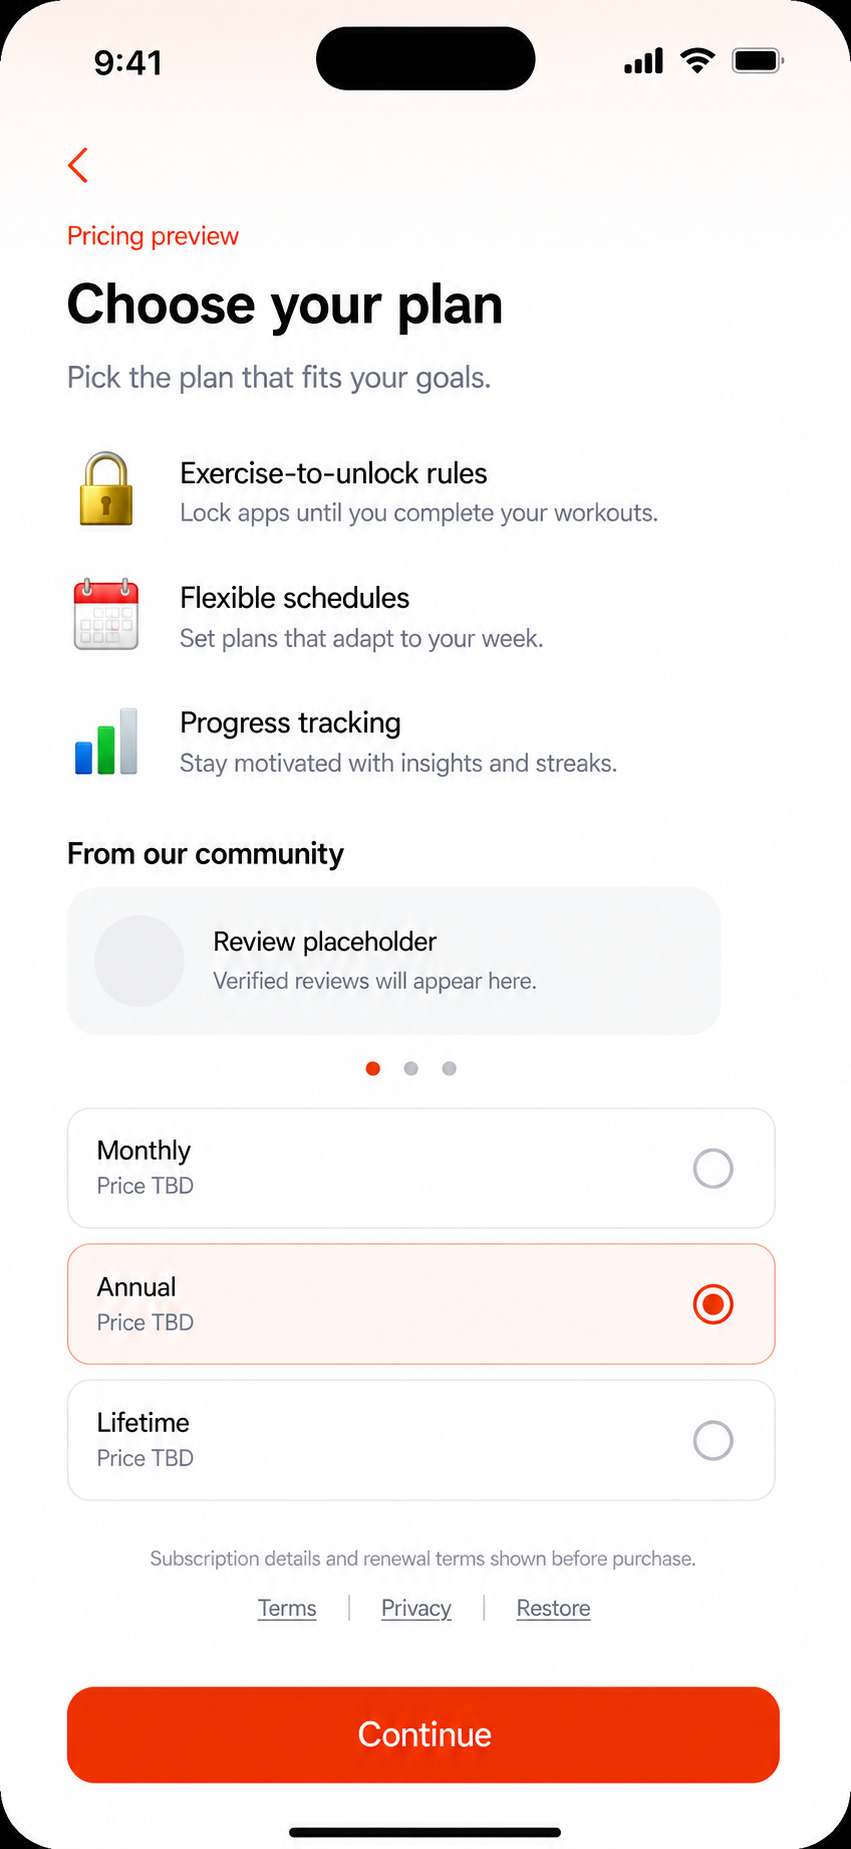 9:41
Pricing preview
Choose your plan
Pick the plan that fits your goals.
Exercise-to-unlock rules
Lock apps until you complete your workouts.
Flexible schedules
Set plans that adapt to your week.
Progress tracking
Stay motivated with insights and streaks.
From our community
Review placeholder
Verified reviews will appear here.
Monthly
Price TBD
Annual
Price TBD
Lifetime
Price TBD
Subscription details and renewal terms shown before purchase.
Terms | Privacy | Restore
Continue